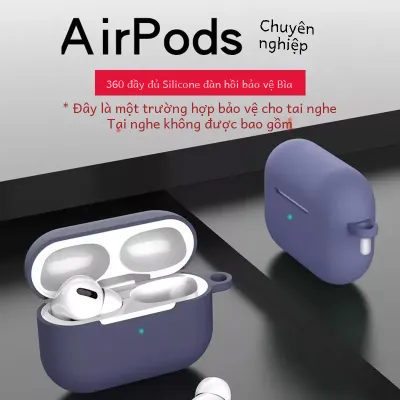 AirPods Chuyên
nghiệp
360 đầy đủ Silicone đàn hồi bảo vệ Bìa
* Đây là một trường hợp bảo vệ cho tai nghe
Tại nghe không được bao gồm